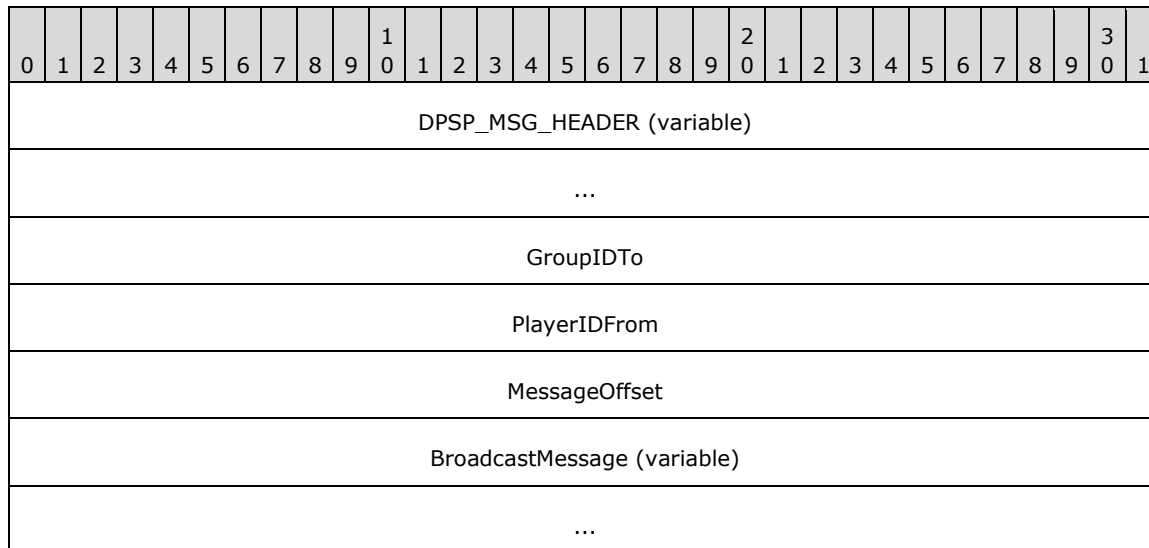 1 2 3
0 1 2 3 4 5 6 7 8 9 0 1 2 3 4 5 6 7 8 9 0 1 2 3 4 5 6 7 8 9 0 1
DPSP_MSG_HEADER (variable)
...
GroupIDTo
PlayerIDFrom
MessageOffset
BroadcastMessage (variable)
...